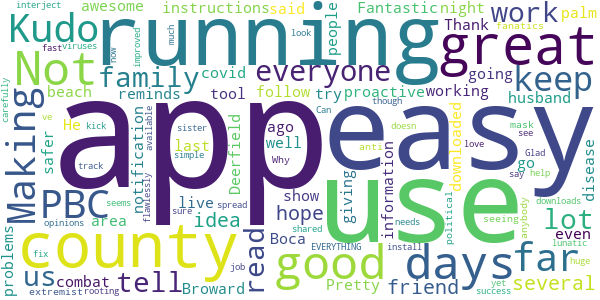 interject awesome instructions said Fantastic night Thank palm
Kudo running work great fanatics
fast viruses now improved much look people
Not family covid everyone going keep
carefully beach reminds tool follow try proactive working husband
Making He ve kick notification available sister ago well Can though anti doesn downloaded mask see love go disease
safer last simple Why Deerfield giving information Glad say help
app easy
track flawlessly live show
PBC area seems sure spread idea hope shared needs use political seeing anybody downloads lot
opinions EVERYTHING install yet huge even
problems county read Boca good days far
us fix tell job Pretty friend success lunatic
combat extremist rooting Broward several